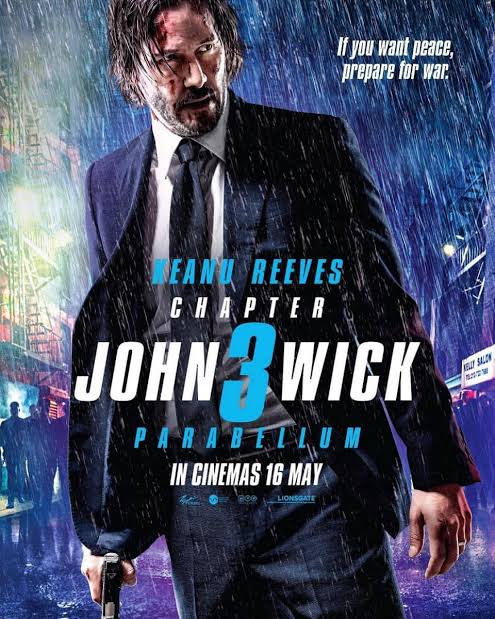 If you want peace,
prepare for war.
KEANU REEVES
CHAPTER
JOHN 3 WICK
PARABELLUM
IN CINEMAS 16 MAY
LIONSGATE
KELLY SALON